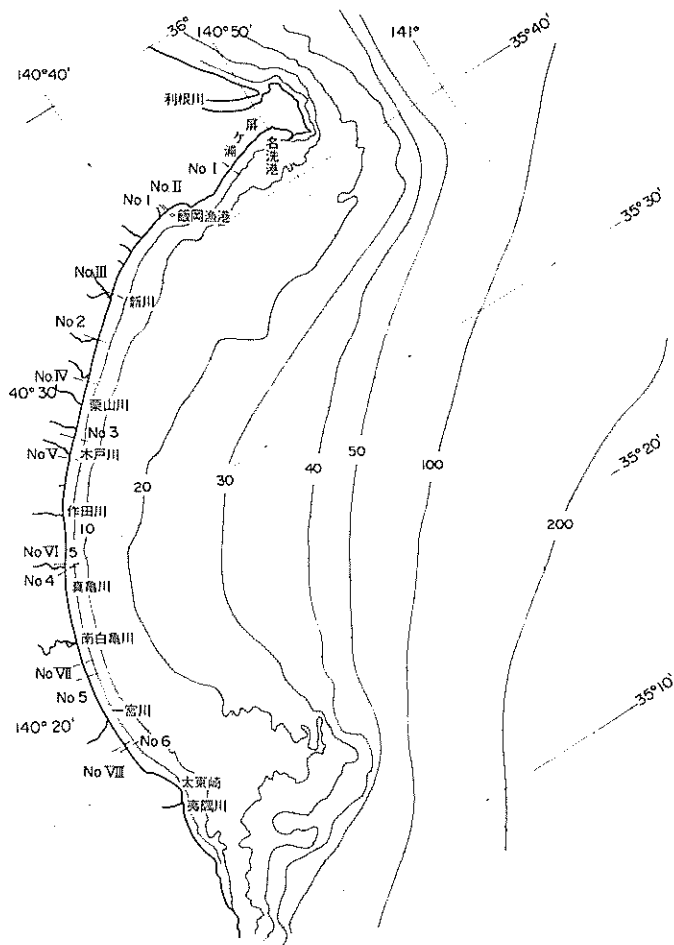 36°
140°50'
141°
35°40'
140°40'
利根川
屏ヶ浦
名洗港
No I
No II
No 1
飯岡漁港
35°30'
No III
新川
No 2
No IV
40°30'
栗山川
No 3
No V
木戸川
20
30
40
50
100
200
35°20'
作田川
10
No VI
5
No 4
真亀川
南白亀川
No VII
No 5
35°10'
140°20'
宮川
No 6
No VIII
太東崎
夷隅川